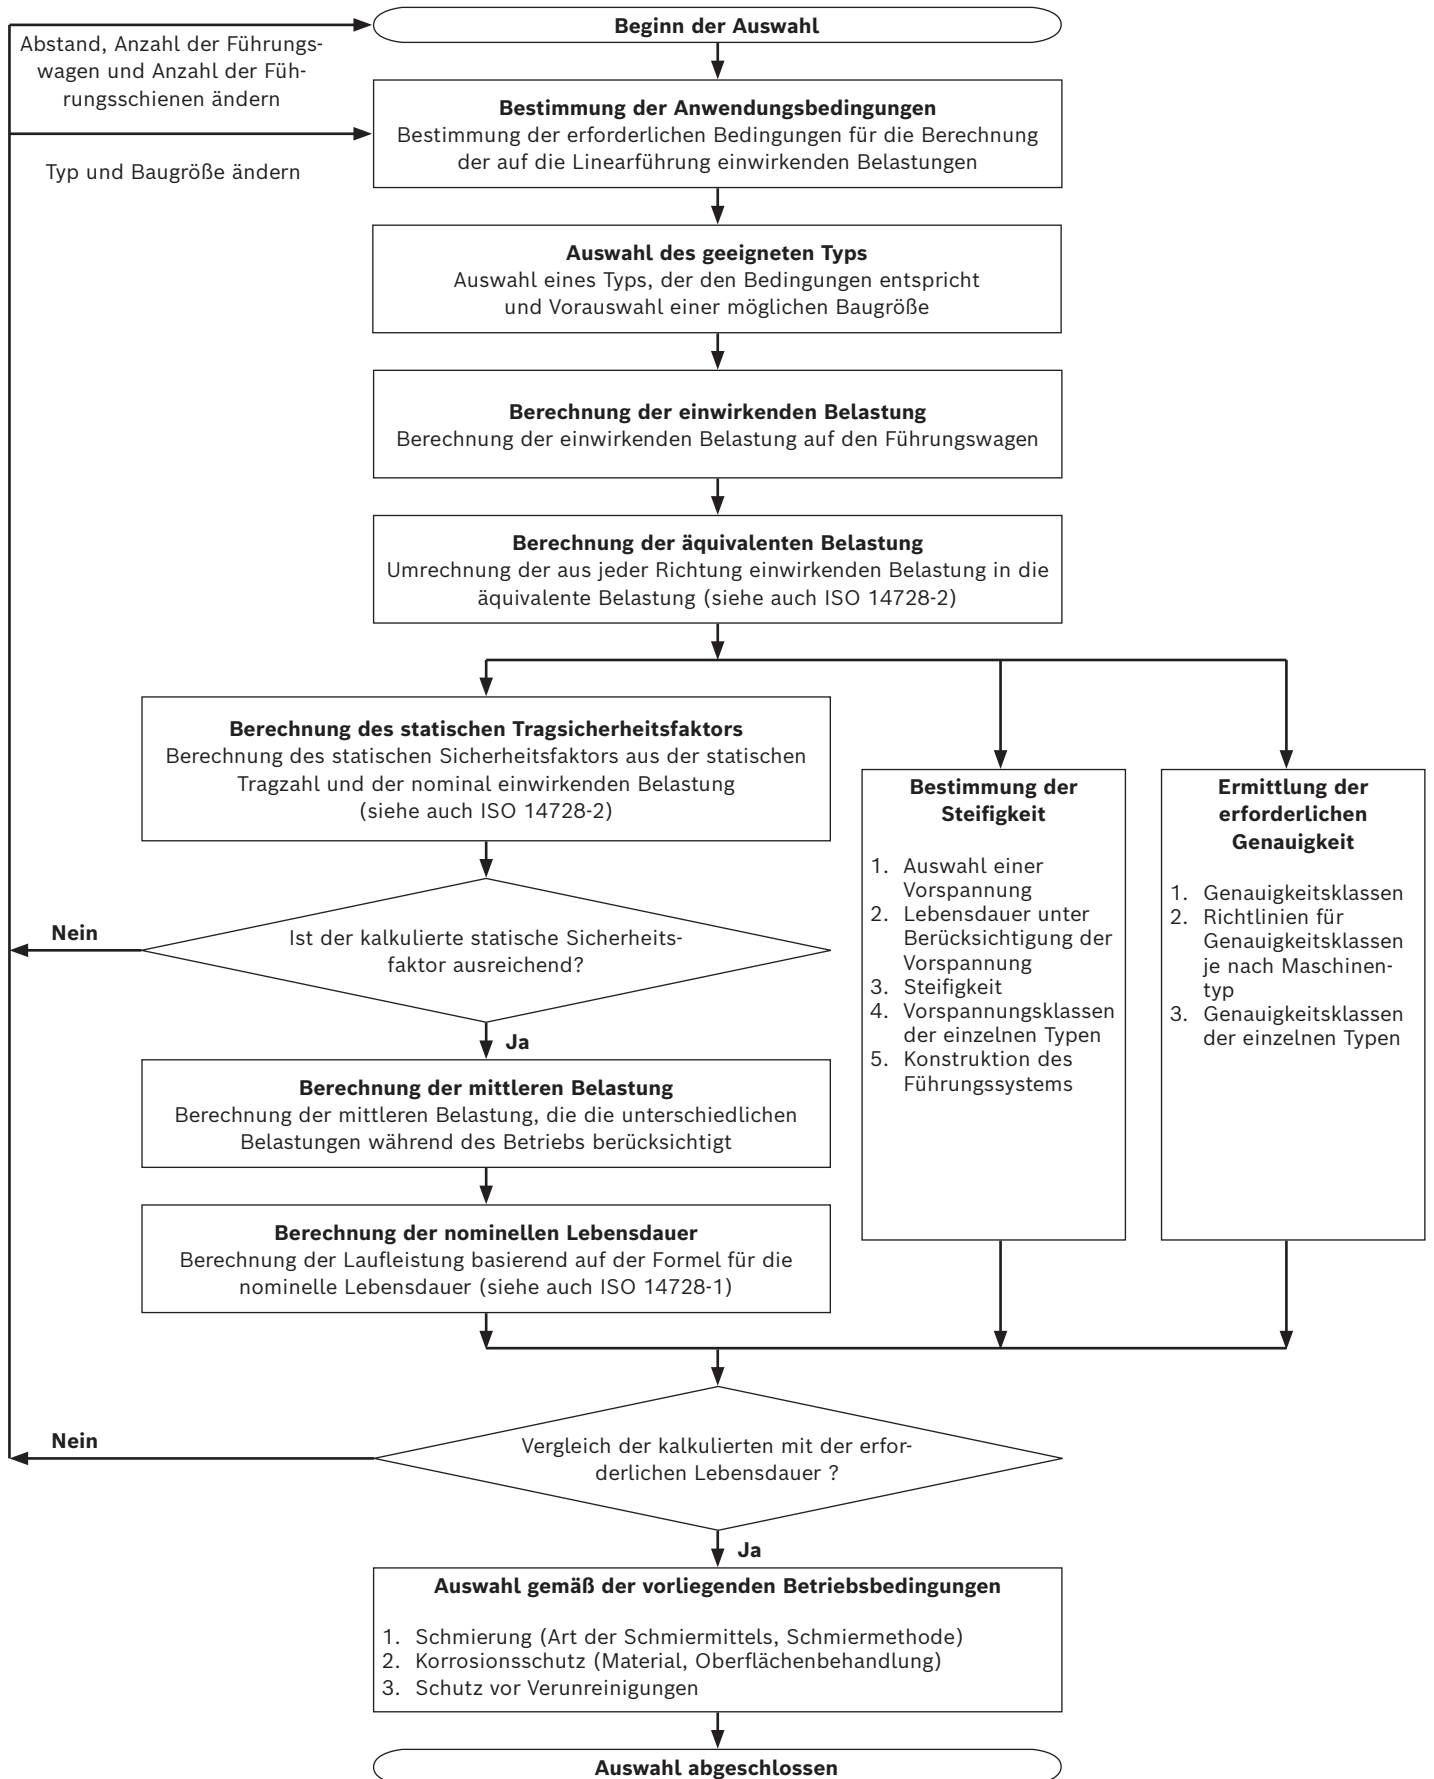 Beginn der Auswahl
Abstand, Anzahl der Führungs-
wagen und Anzahl der Füh-
rungsschienen ändern
Bestimmung der Anwendungsbedingungen
Bestimmung der erforderlichen Bedingungen für die Berechnung
der auf die Linearführung einwirkenden Belastungen
Typ und Baugröße ändern
Auswahl des geeigneten Typs
Auswahl eines Typs, der den Bedingungen entspricht
und Vorauswahl einer möglichen Baugröße
Berechnung der einwirkenden Belastung
Berechnung der einwirkenden Belastung auf den Führungswagen
Berechnung der äquivalenten Belastung
Umrechnung der aus jeder Richtung einwirkenden Belastung in die
äquivalente Belastung (siehe auch ISO 14728-2)
Berechnung des statischen Tragsicherheitsfaktors
Berechnung des statischen Sicherheitsfaktors aus der statischen
Tragzahl und der nominal einwirkenden Belastung
(siehe auch ISO 14728-2)
Bestimmung der
Steifigkeit
1. Auswahl einer
Vorspannung
2. Lebensdauer unter
Berücksichtigung der
Vorspannung
3. Steifigkeit
4. Vorspannungsklassen
der einzelnen Typen
5. Konstruktion des
Führungssystems
Ermittlung der
erforderlichen
Genauigkeit
1. Genauigkeitsklassen
2. Richtlinien für
Genauigkeitsklassen
je nach Maschinen-
typ
3. Genauigkeitsklassen
der einzelnen Typen
Nein
Ist der kalkulierte statische Sicherheits-
faktor ausreichend?
Ja
Berechnung der mittleren Belastung
Berechnung der mittleren Belastung, die die unterschiedlichen
Belastungen während des Betriebs berücksichtigt
Berechnung der nominellen Lebensdauer
Berechnung der Laufleistung basierend auf der Formel für die
nominelle Lebensdauer (siehe auch ISO 14728-1)
Nein
Vergleich der kalkulierten mit der erfor-
derlichen Lebensdauer ?
Ja
Auswahl gemäß der vorliegenden Betriebsbedingungen
1. Schmierung (Art der Schmiermittels, Schmiermethode)
2. Korrosionsschutz (Material, Oberflächenbehandlung)
3. Schutz vor Verunreinigungen
Auswahl abgeschlossen